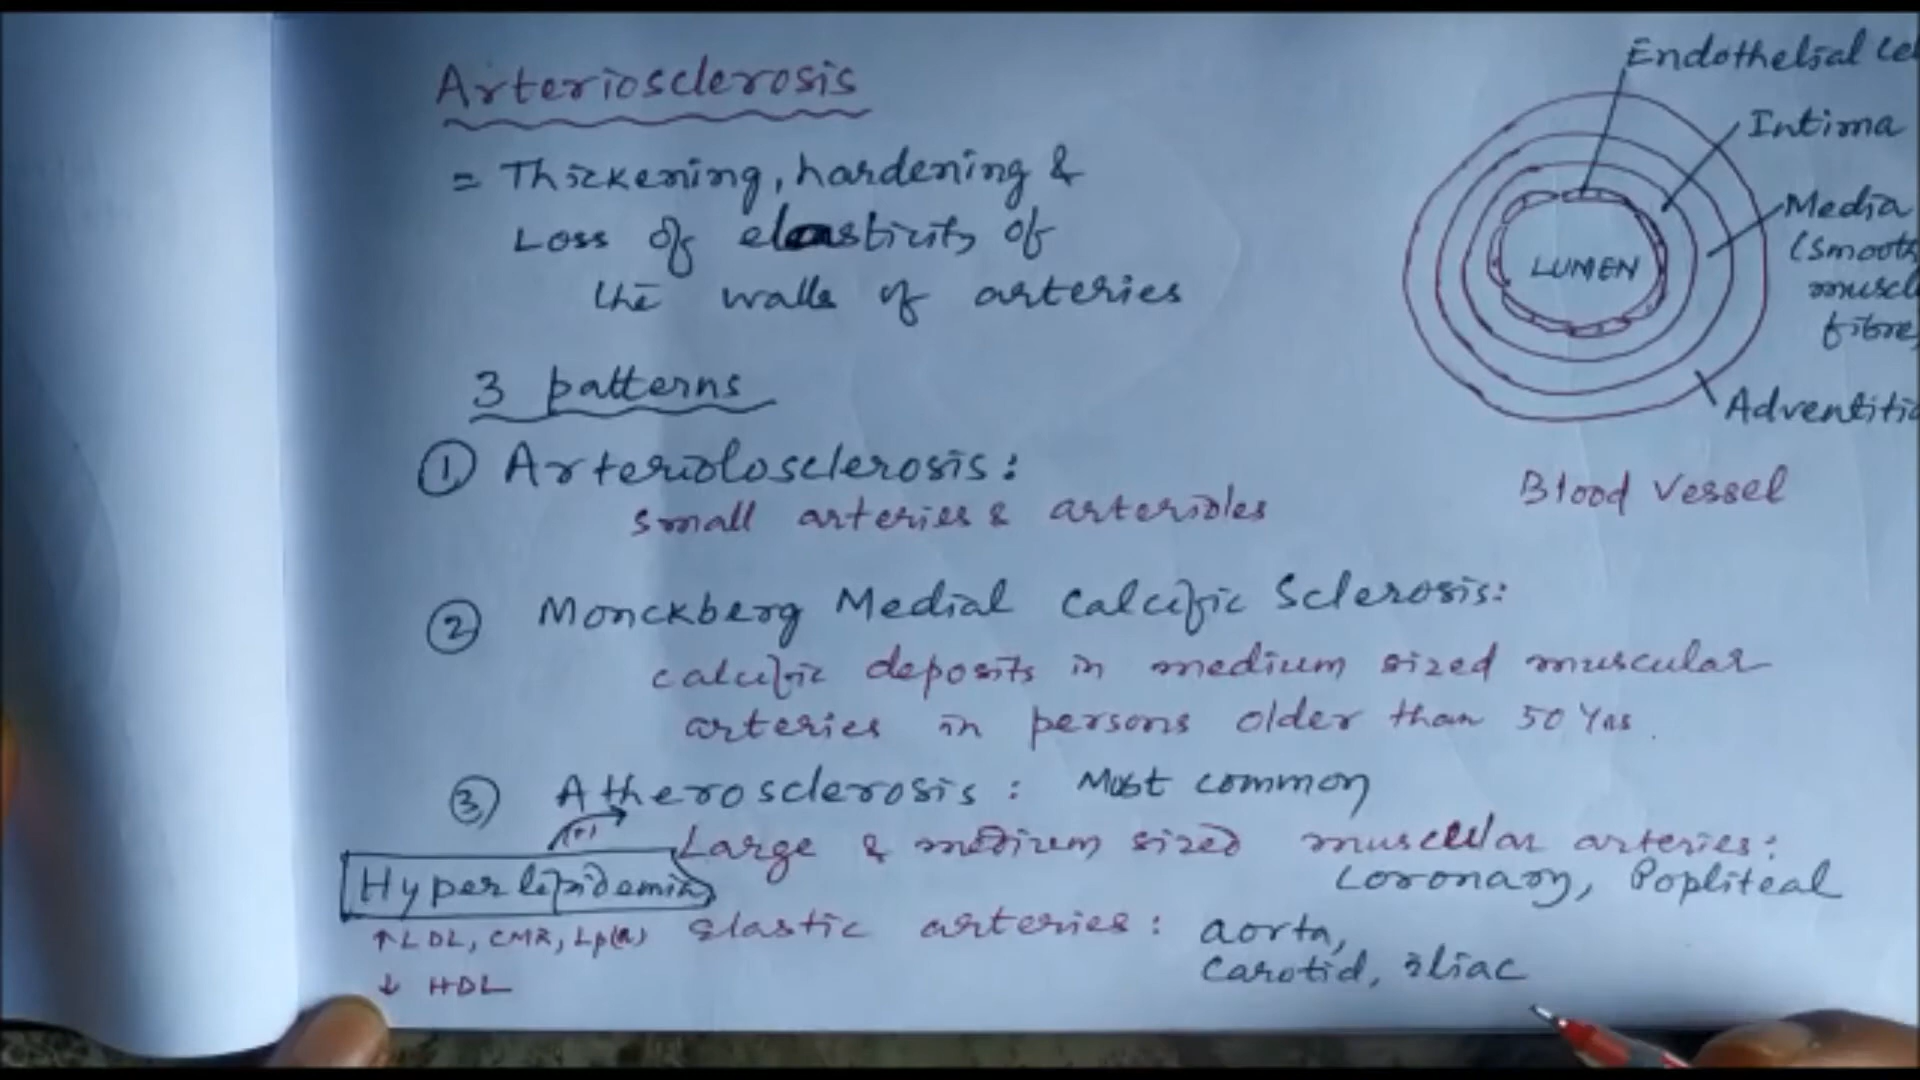 Arteriosclerosis
= Thickening, hardening &
Loss of elasticity of
the walls of arteries
3 patterns
① Arteriolosclerosis:
small arteries & arterioles
② Monckberg Medial Calcific Sclerosis:
calcific deposits in medium sized muscular
arteries in persons older than 50 Yrs.
③ Atherosclerosis: Most common
(+)
Large & medium sized muscular arteries:
Coronary, Popliteal
Hyperlipidemia
↑LDL, CMR, Lp(a)
↓ HDL
Elastic arteries: aorta,
Carotid, iliac
Endothelial cel
Intima
Media
(Smooth
muscl
fibre
Adventitia
LUMEN
Blood Vessel